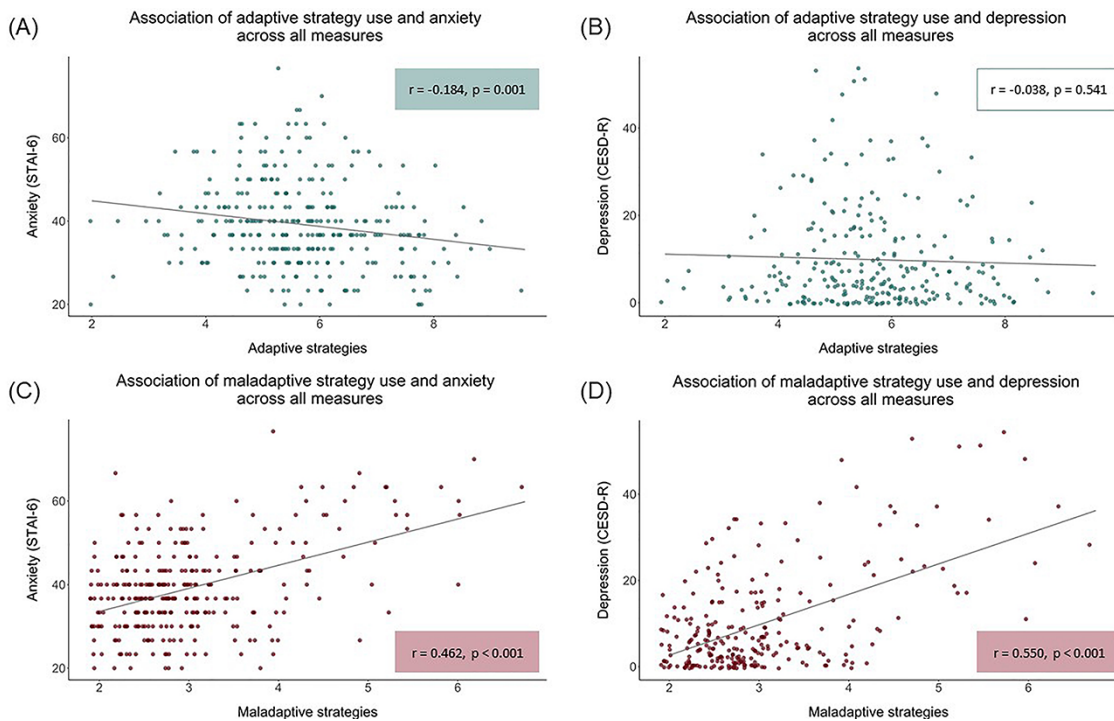 (A)
Association of adaptive strategy use and anxiety
across all measures
r = -0.184, p = 0.001
Anxiety (STAI-6)
60
40
20
2 4 6 8
Adaptive strategies
(B)
Association of adaptive strategy use and depression
across all measures
r = -0.038, p = 0.541
Depression (CESD-R)
40
20
0
2 4 6 8
Adaptive strategies
(C)
Association of maladaptive strategy use and anxiety
across all measures
Anxiety (STAI-6)
60
40
20
r = 0.462, p < 0.001
2 3 4 5 6
Maladaptive strategies
(D)
Association of maladaptive strategy use and depression
across all measures
Depression (CESD-R)
40
20
0
r = 0.550, p < 0.001
2 3 4 5 6
Maladaptive strategies